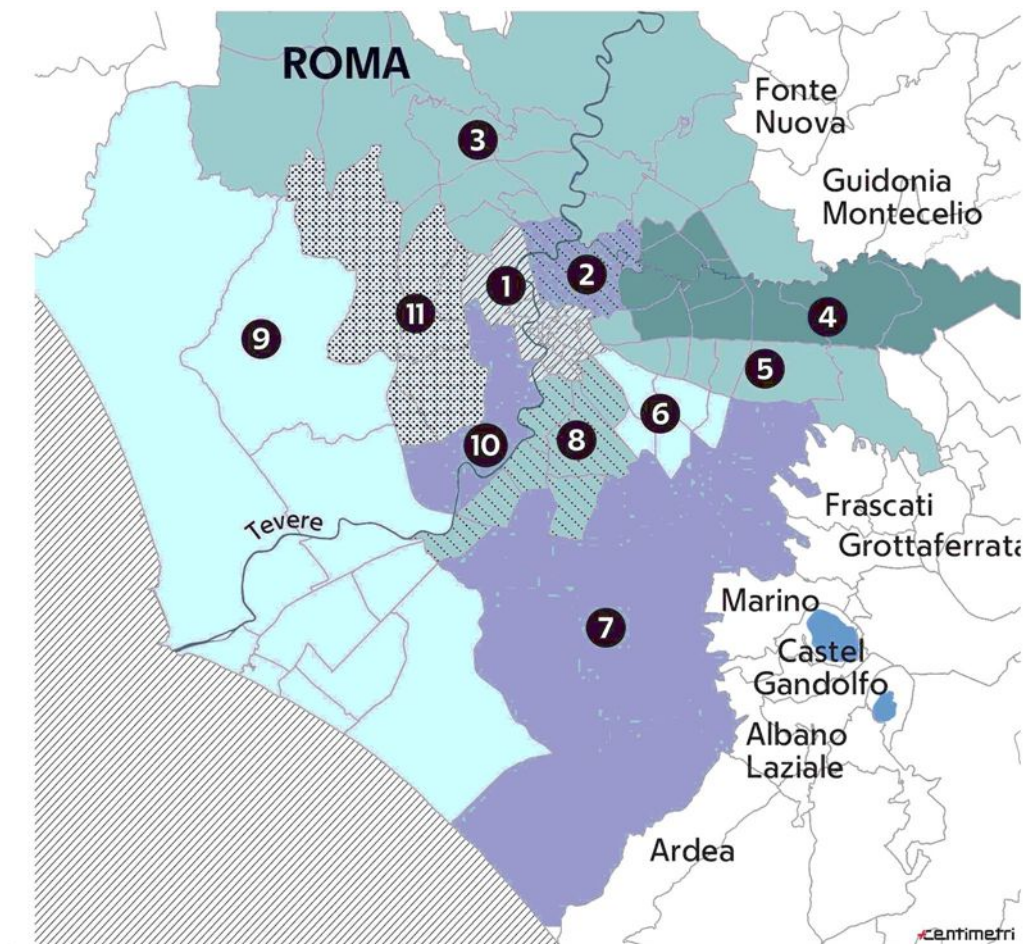 ROMA
Fonte
Nuova
3
Guidonia
Montecelio
1
2
11
4
9
5
6
10
8
Tevere
Frascati
Grottaferrata
Marino
7
Castel
Gandolfo
Albano
Laziale
Ardea
centimetri